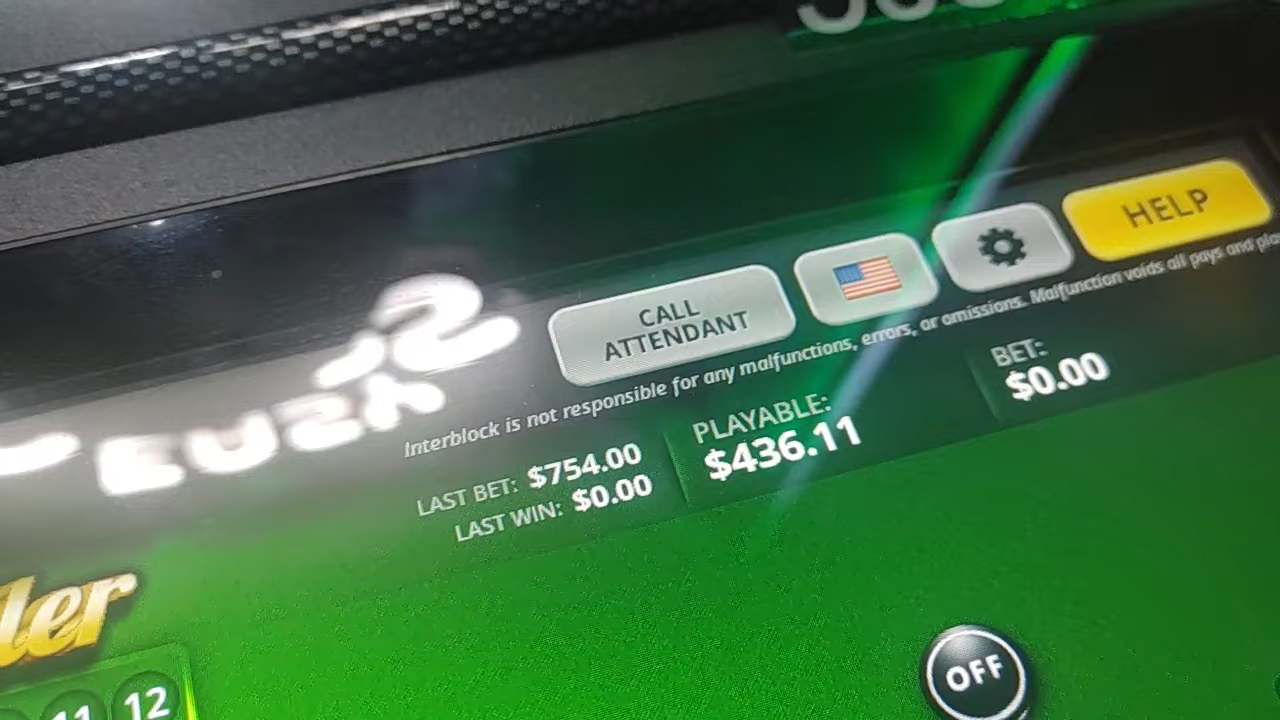 HELP
CALL
ATTENDANT
Interblock is not responsible for any malfunctions, errors, or omissions. Malfunction voids all pays and
BET:
$0.00
PLAYABLE:
$436.11
LAST BET: $754.00
LAST WIN: $0.00
OFF
11 12